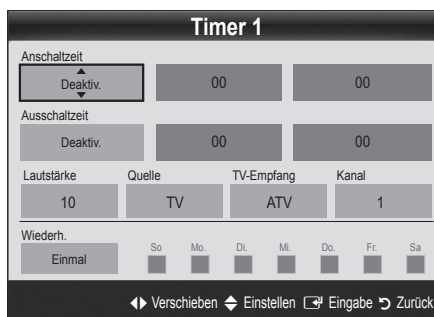 Timer 1
Anschaltzeit
Deaktiv. 00 00
Ausschaltzeit
Deaktiv. 00 00
Lautstärke Quelle TV-Empfang Kanal
10 TV ATV 1
Wiederh.
So Mo. Di. Mi. Do. Fr. Sa
Einmal
Verschieben Einstellen Eingabe Zurück